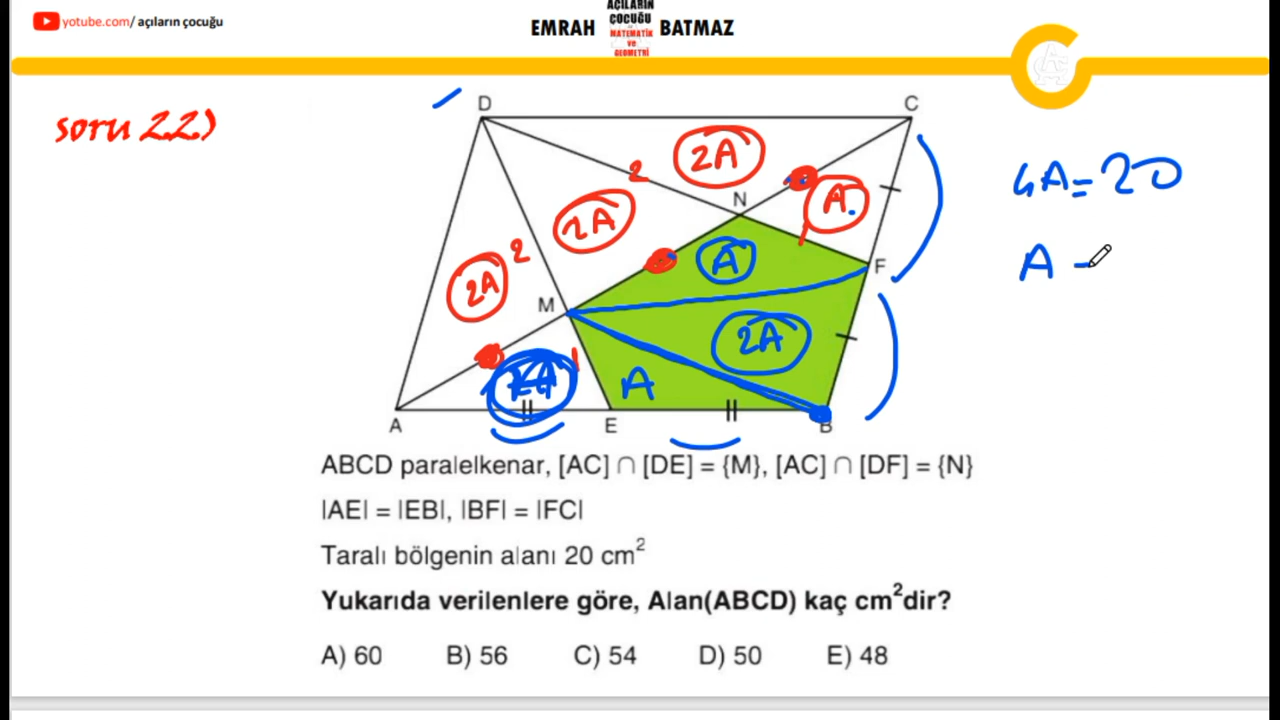 yotube.com/ açıların çocuğu
EMRAH
AÇILARIN
ÇOCUĞU
MATEMATİK
ve
GEOMETRİ
BATMAZ
soru 22)
D
C
2A
2
N
A
4A=20
2A
2
1
A
A =
F
2A
M
2A
A
1
A
E
B
ABCD paralelkenar, [AC] ∩ [DE] = {M}, [AC] ∩ [DF] = {N}
|AE| = |EB|, |BF| = |FC|
Taralı bölgenin alanı 20 cm²
Yukarıda verilenlere göre, Alan(ABCD) kaç cm²dir?
A) 60 B) 56 C) 54 D) 50 E) 48